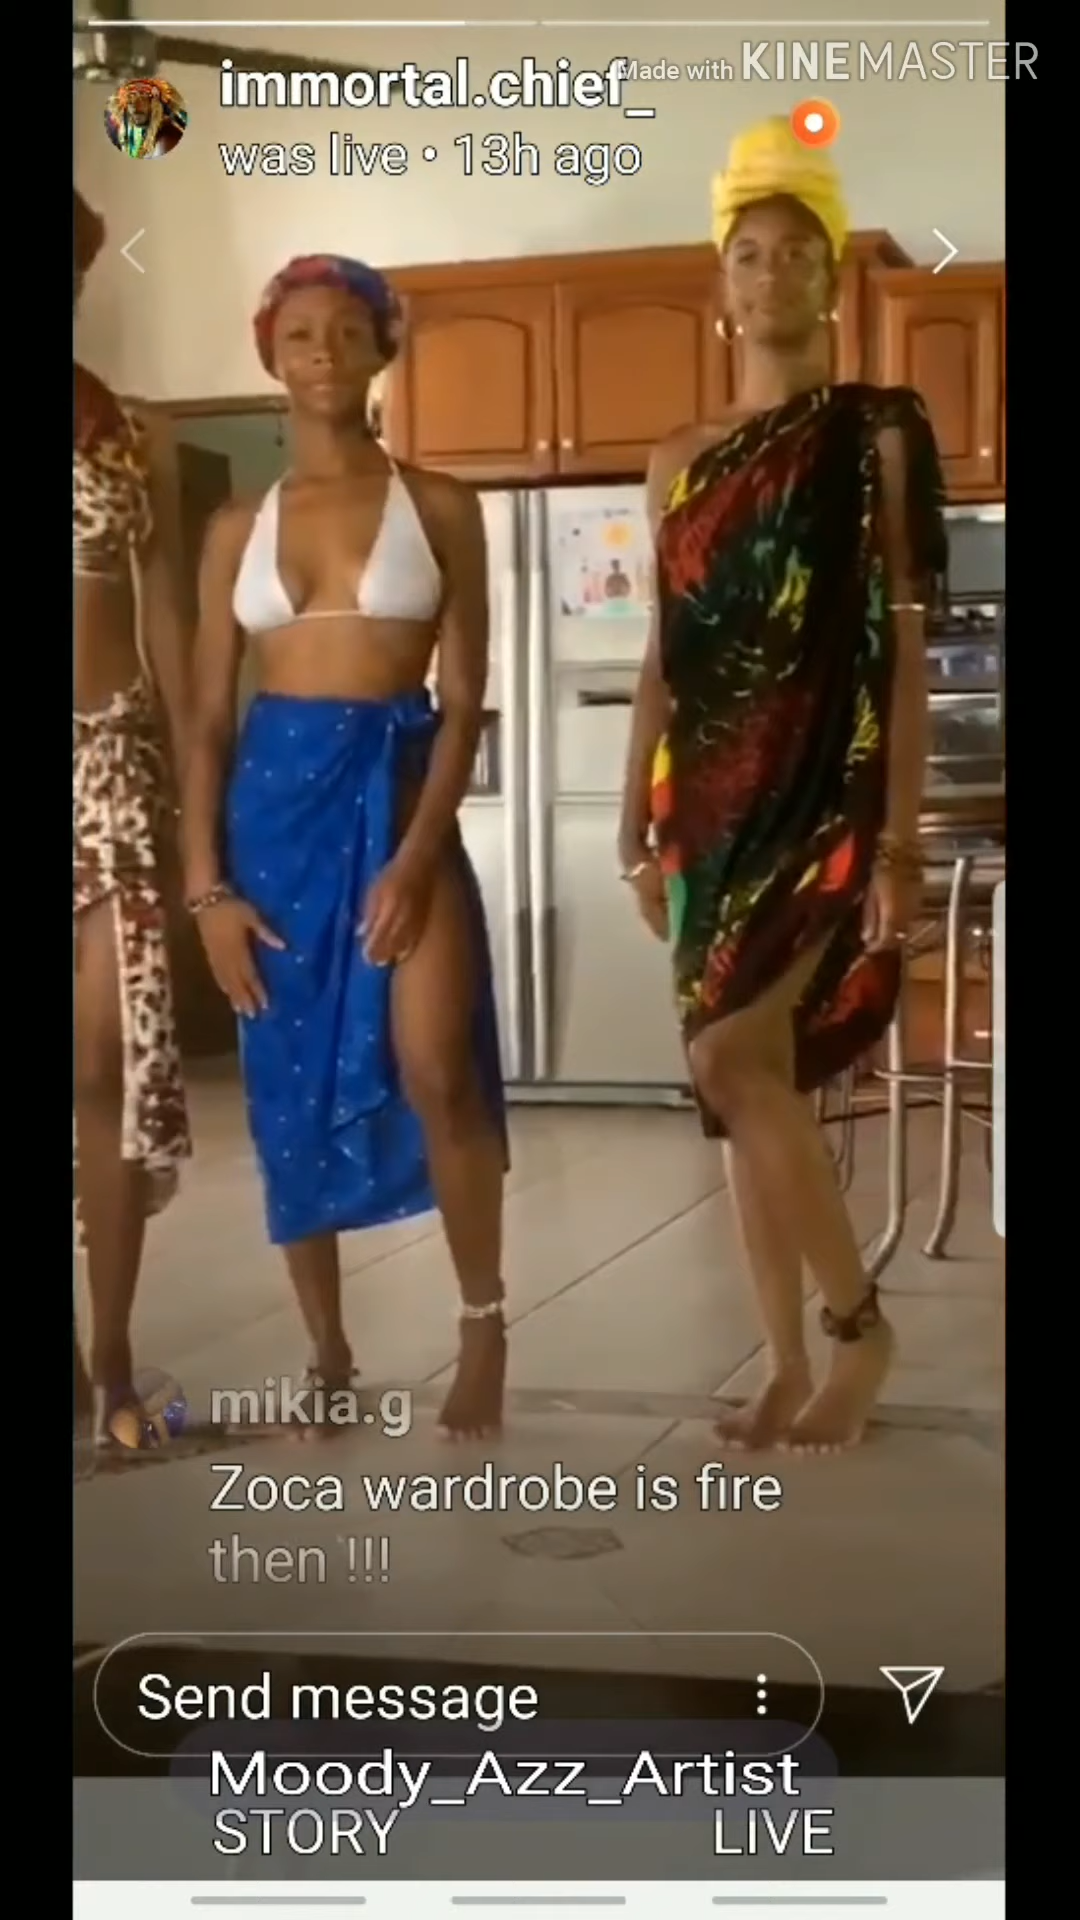 Made with KINEMASTER
immortal.chief_
was live • 13h ago
mikia.g
Zoca wardrobe is fire
then !!!
Send message
Moody_Azz_Artist
STORY
LIVE